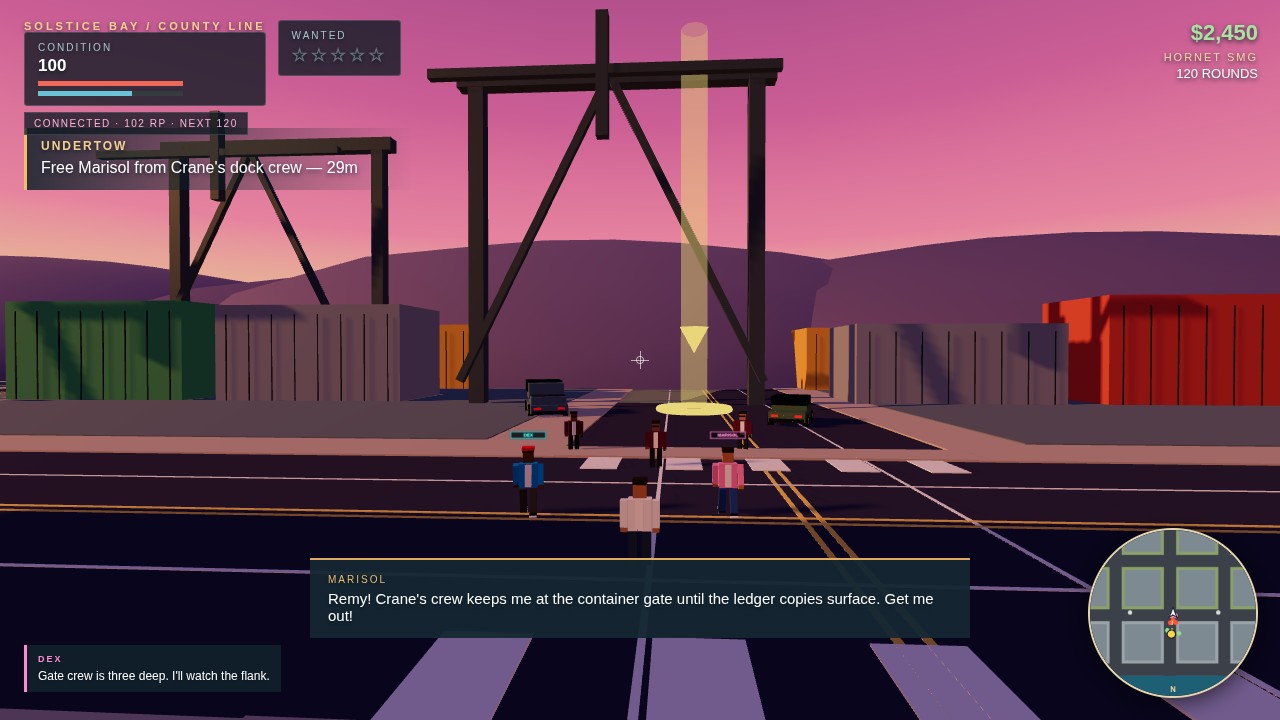 SOLSTICE BAY / COUNTY LINE
CONDITION
100
WANTED
$2,450
HORNET SMG
120 ROUNDS
CONNECTED · 102 RP · NEXT 120
UNDERTOW
Free Marisol from Crane's dock crew — 29m
DEX
MARISOL
MARISOL
Remy! Crane's crew keeps me at the container gate until the ledger copies surface. Get me
out!
DEX
Gate crew is three deep. I'll watch the flank.
N